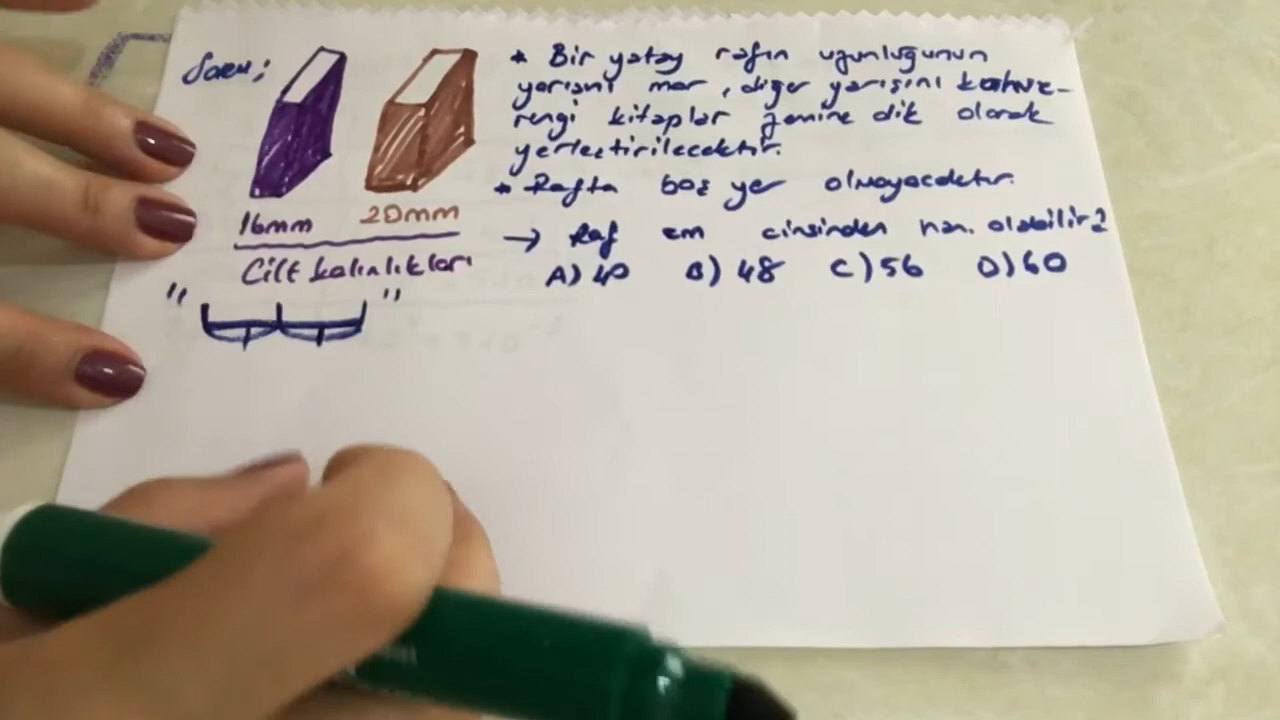 Soru:
* Bir yatay rafın uzunluğunun
yarısını mor, diğer yarısını kahve-
rengi kitaplar zemine dik olarak
yerleştirilecektir.
* Rafta boş yer olmayacaktır.
→ Raf cm cinsinden han. olabilir?
A) 40 B) 48 C) 56 D) 60
16mm 20mm
Cilt kalınlıkları
" "